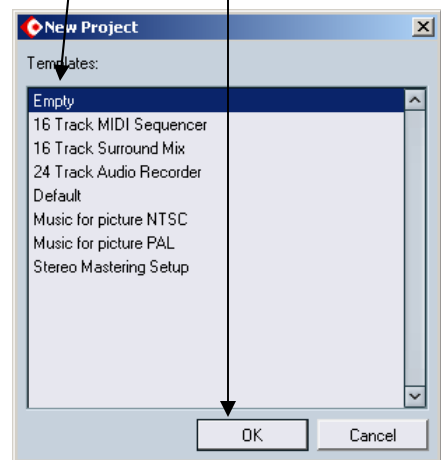 New Project
Templates:
Empty
16 Track MIDI Sequencer
16 Track Surround Mix
24 Track Audio Recorder
Default
Music for picture NTSC
Music for picture PAL
Stereo Mastering Setup
OK Cancel